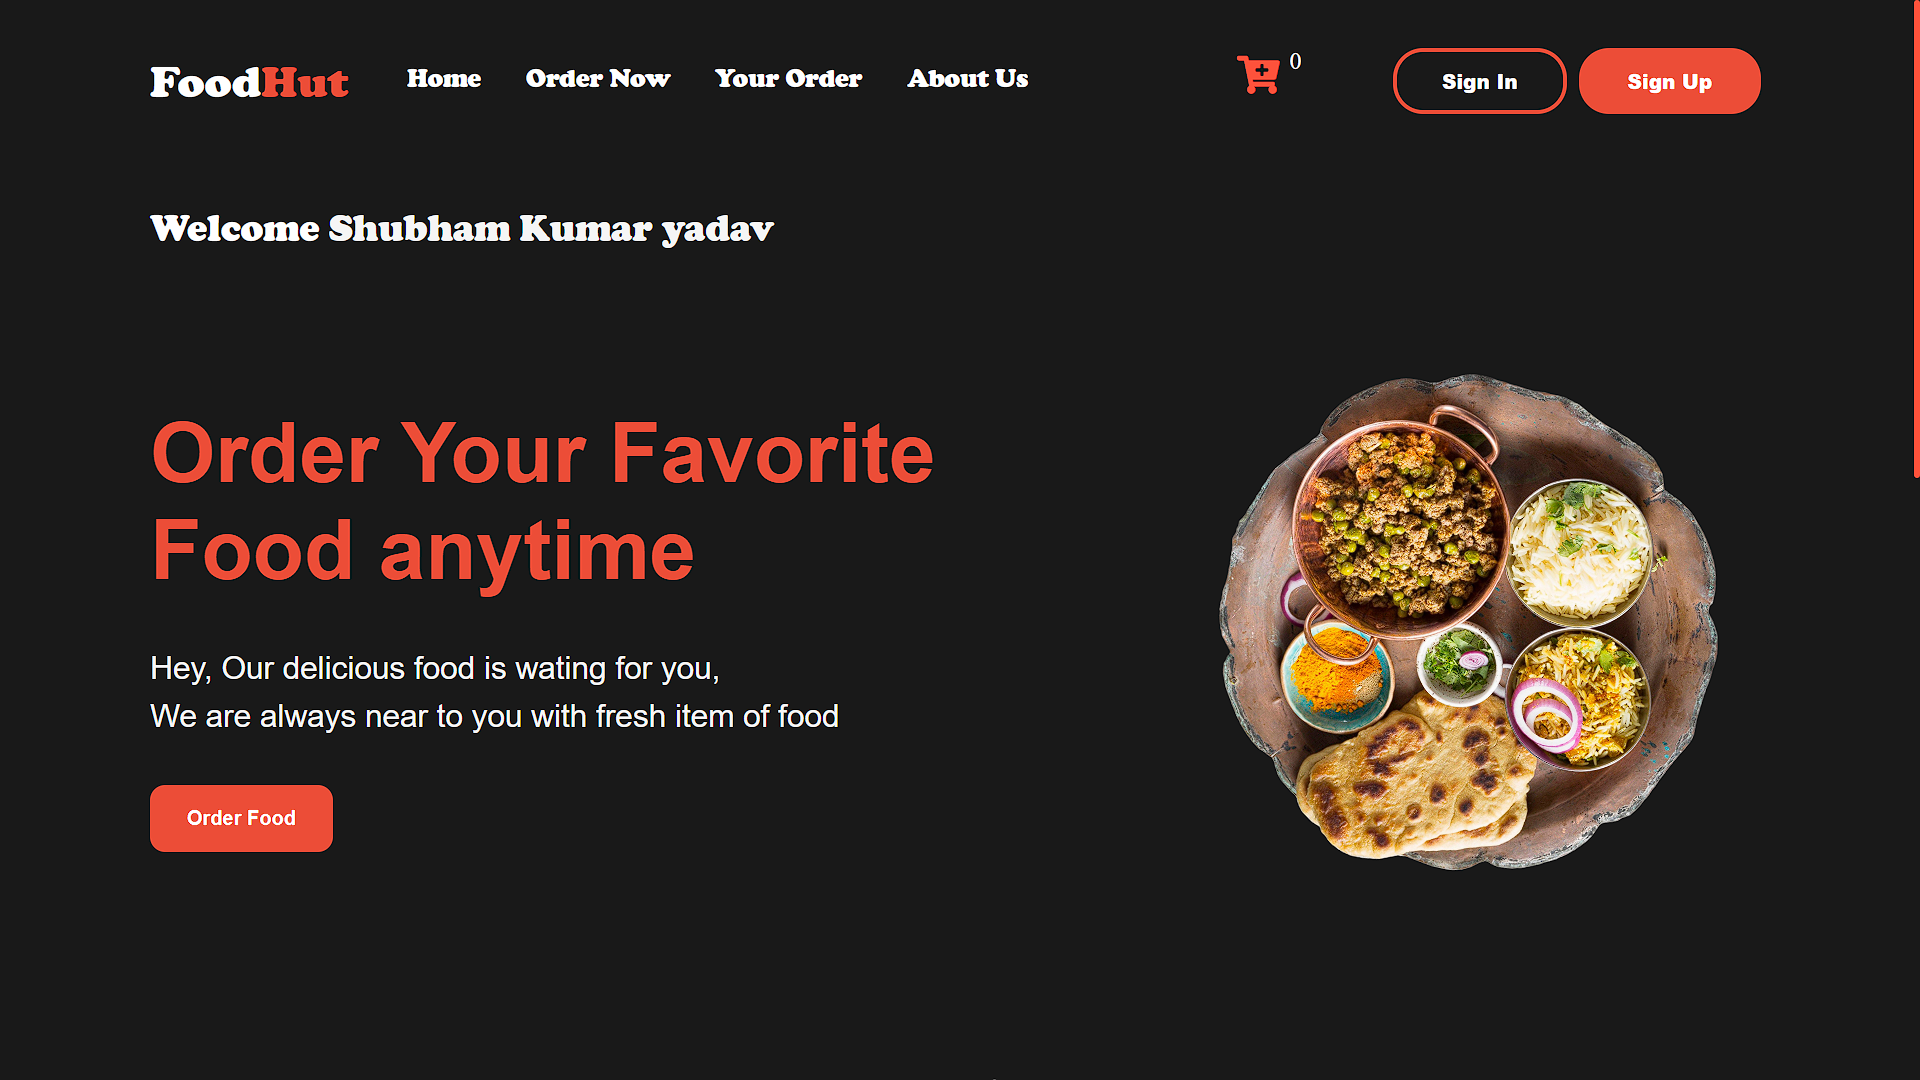 FoodHut
Home
Order Now
Your Order
About Us
0
Sign In
Sign Up
Welcome Shubham Kumar yadav
Order Your Favorite
Food anytime
Hey, Our delicious food is wating for you,
We are always near to you with fresh item of food
Order Food